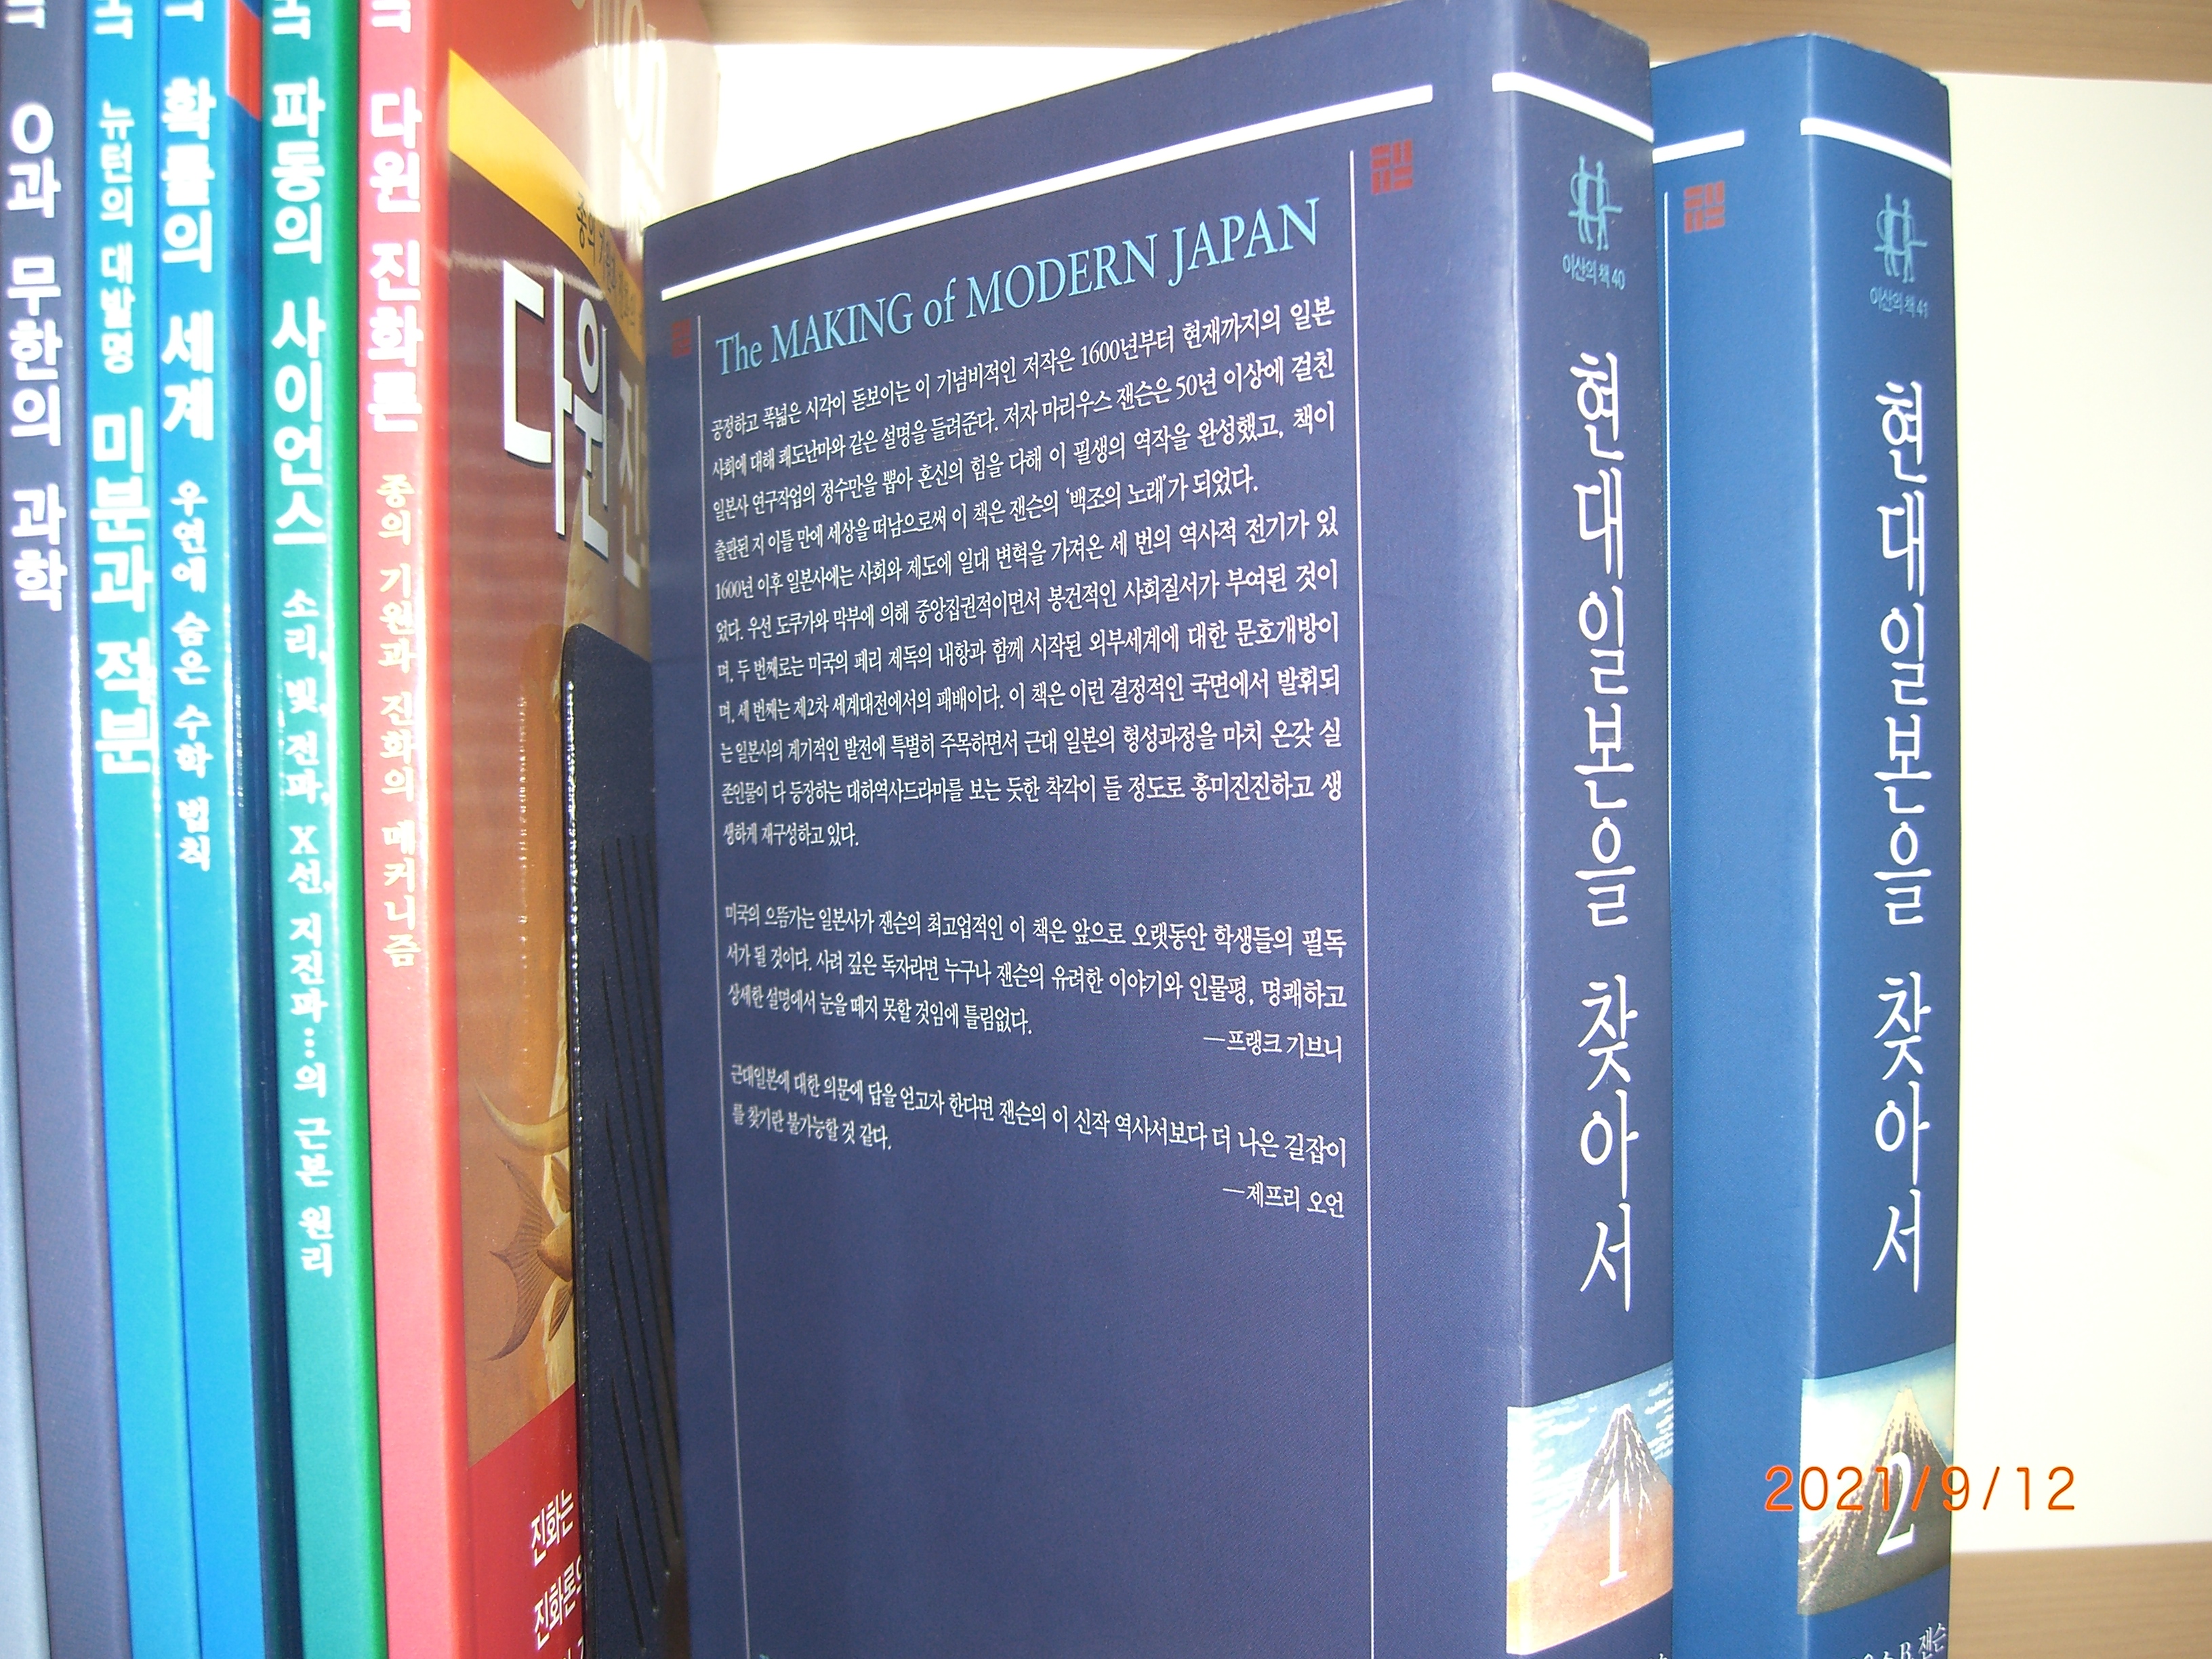 0과 무한의 과학
뉴턴의 대발명 미분과 적분
확률의 세계 우연에 숨은 수학 법칙
파동의 사이언스 소리, 빛, 전파, X선, 지진파…의 근본 원리
다윈 진화론 종의 기원과 진화의 메커니즘
종의
다윈 진
진화는
진화론
The MAKING of MODERN JAPAN
공정하고 폭넓은 시각이 돋보이는 이 기념비적인 저작은 1600년부터 현재까지의 일본
사회에 대해 쾌도난마와 같은 설명을 들려준다. 저자 마리우스 잰슨은 50년 이상에 걸친
일본사 연구작업의 정수만을 뽑아 혼신의 힘을 다해 이 필생의 역작을 완성했고, 책이
출판된 지 이틀 만에 세상을 떠남으로써 이 책은 잰슨의 ‘백조의 노래’가 되었다.
1600년 이후 일본사에는 사회와 제도에 일대 변혁을 가져온 세 번의 역사적 전기가 있
었다. 우선 도쿠가와 막부에 의해 중앙집권적이면서 봉건적인 사회질서가 부여된 것이
며, 두 번째로는 미국의 페리 제독의 내항과 함께 시작된 외부세계에 대한 문호개방이
며, 세 번째는 제2차 세계대전에서의 패배이다. 이 책은 이런 결정적인 국면에서 발휘되
는 일본사의 계기적인 발전에 특별히 주목하면서 근대 일본의 형성과정을 마치 온갖 실
존인물이 다 등장하는 대하역사드라마를 보는 듯한 착각이 들 정도로 흥미진진하고 생
생하게 재구성하고 있다.
미국의 으뜸가는 일본사가 잰슨의 최고업적인 이 책은 앞으로 오랫동안 학생들의 필독
서가 될 것이다. 사려 깊은 독자라면 누구나 잰슨의 유려한 이야기와 인물평, 명쾌하고
상세한 설명에서 눈을 떼지 못할 것임에 틀림없다.
—프랭크 기브니
근대일본에 대한 의문에 답을 얻고자 한다면 잰슨의 이 신작 역사서보다 더 나은 길잡이
를 찾기란 불가능할 것 같다.
—제프리 오언
이산의 책 40
현대일본을 찾아서
1
이산의 책 41
현대일본을 찾아서
2
B. 잰슨
2021/9/12